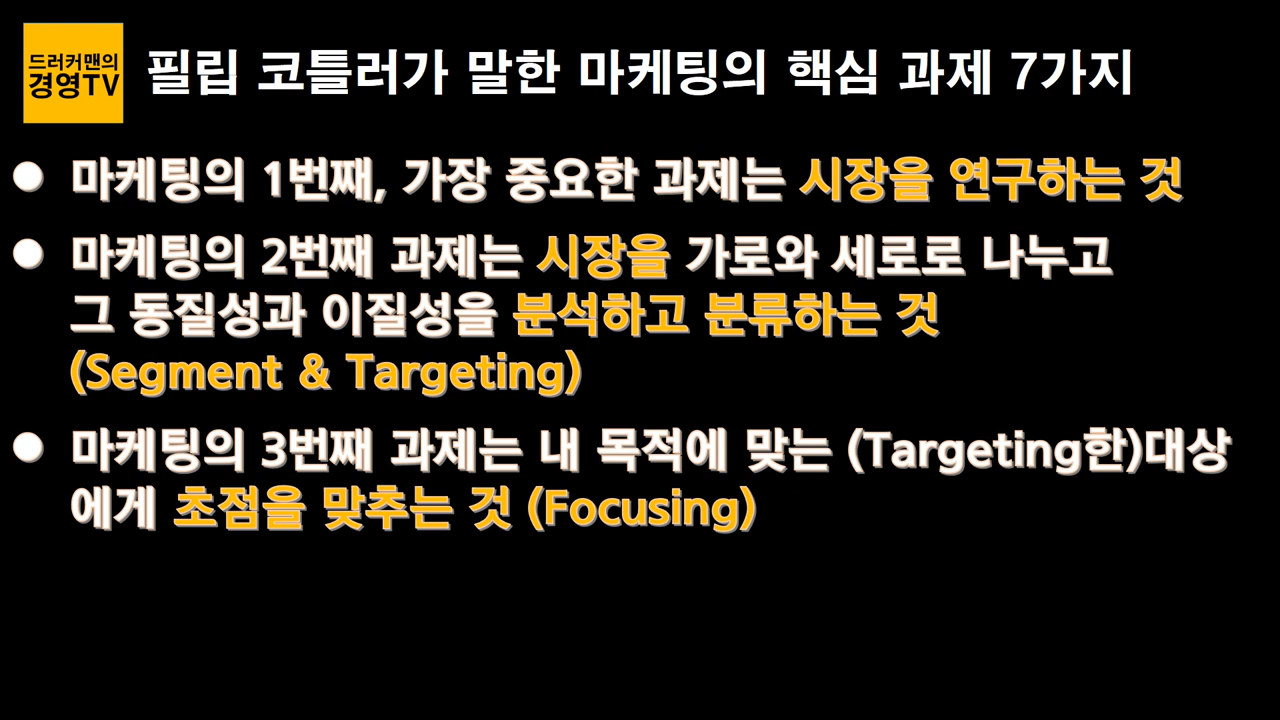 드러커맨의
경영TV
필립 코틀러가 말한 마케팅의 핵심 과제 7가지
● 마케팅의 1번째, 가장 중요한 과제는 시장을 연구하는 것
● 마케팅의 2번째 과제는 시장을 가로와 세로로 나누고
그 동질성과 이질성을 분석하고 분류하는 것
(Segment & Targeting)
● 마케팅의 3번째 과제는 내 목적에 맞는 (Targeting한)대상
에게 초점을 맞추는 것 (Focusing)